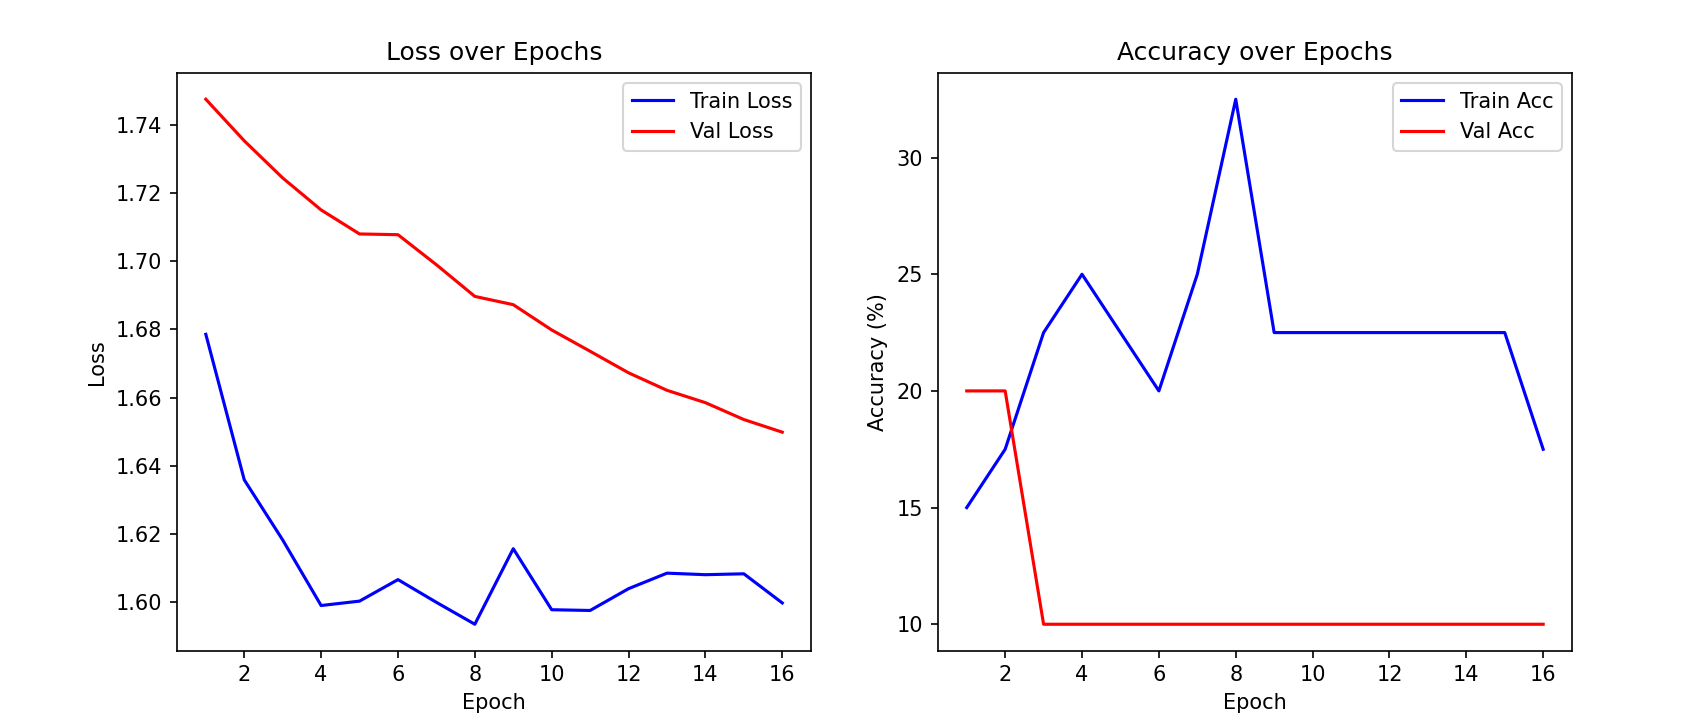 Loss over Epochs
Train Loss
Val Loss
1.74
1.72
1.70
1.68
1.66
1.64
1.62
1.60
Loss
2 4 6 8 10 12 14 16
Epoch
Accuracy over Epochs
Train Acc
Val Acc
30
25
20
15
10
Accuracy (%)
2 4 6 8 10 12 14 16
Epoch